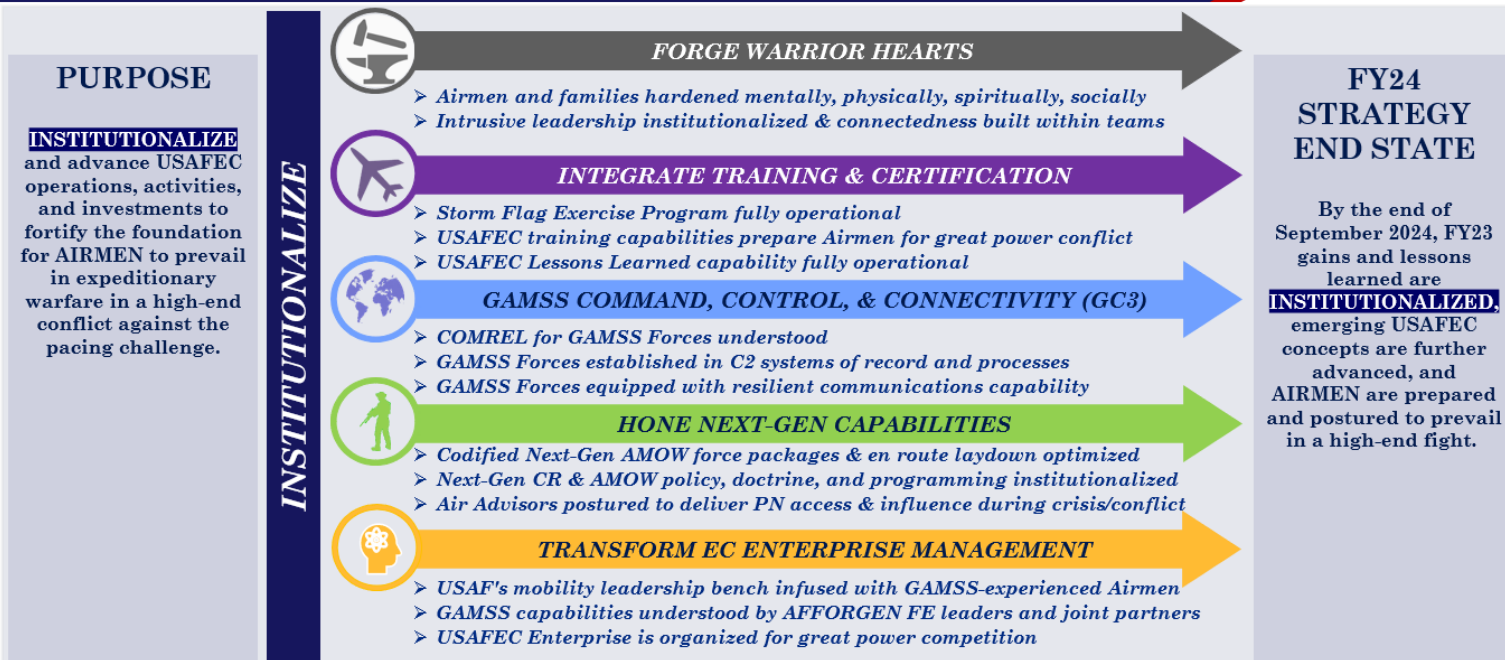 PURPOSE
INSTITUTIONALIZE
and advance USAFEC
operations, activities,
and investments to
fortify the foundation
for AIRMEN to prevail
in expeditionary
warfare in a high-end
conflict against the
pacing challenge.
INSTITUTIONALIZE
FORGE WARRIOR HEARTS
➢ Airmen and families hardened mentally, physically, spiritually, socially
➢ Intrusive leadership institutionalized & connectedness built within teams
INTEGRATE TRAINING & CERTIFICATION
➢ Storm Flag Exercise Program fully operational
➢ USAFEC training capabilities prepare Airmen for great power conflict
➢ USAFEC Lessons Learned capability fully operational
GAMSS COMMAND, CONTROL, & CONNECTIVITY (GC3)
➢ COMREL for GAMSS Forces understood
➢ GAMSS Forces established in C2 systems of record and processes
➢ GAMSS Forces equipped with resilient communications capability
HONE NEXT-GEN CAPABILITIES
➢ Codified Next-Gen AMOW force packages & en route laydown optimized
➢ Next-Gen CR & AMOW policy, doctrine, and programming institutionalized
➢ Air Advisors postured to deliver PN access & influence during crisis/conflict
TRANSFORM EC ENTERPRISE MANAGEMENT
➢ USAF's mobility leadership bench infused with GAMSS-experienced Airmen
➢ GAMSS capabilities understood by AFFORGEN FE leaders and joint partners
➢ USAFEC Enterprise is organized for great power competition
FY24
STRATEGY
END STATE
By the end of
September 2024, FY23
gains and lessons
learned are
INSTITUTIONALIZED,
emerging USAFEC
concepts are further
advanced, and
AIRMEN are prepared
and postured to prevail
in a high-end fight.